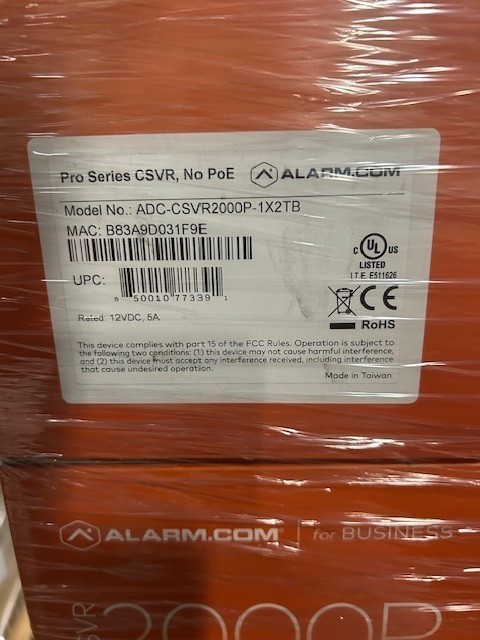 Pro Series CSVR, No PoE
ALARM.COM
Model No.: ADC-CSVR2000P-1X2TB
MAC: B83A9D031F9E
UPC:
8 50010 77339 1
Rated: 12VDC, 5A
C UL US
LISTED
I.T.E. E511626
CE
RoHS
This device complies with part 15 of the FCC Rules. Operation is subject to
the following two conditions: (1) this device may not cause harmful interference,
and (2) this device must accept any interference received, including interference
that cause undesired operation.
Made in Taiwan
ALARM.COM | for BUSINESS
CSVR
2000P